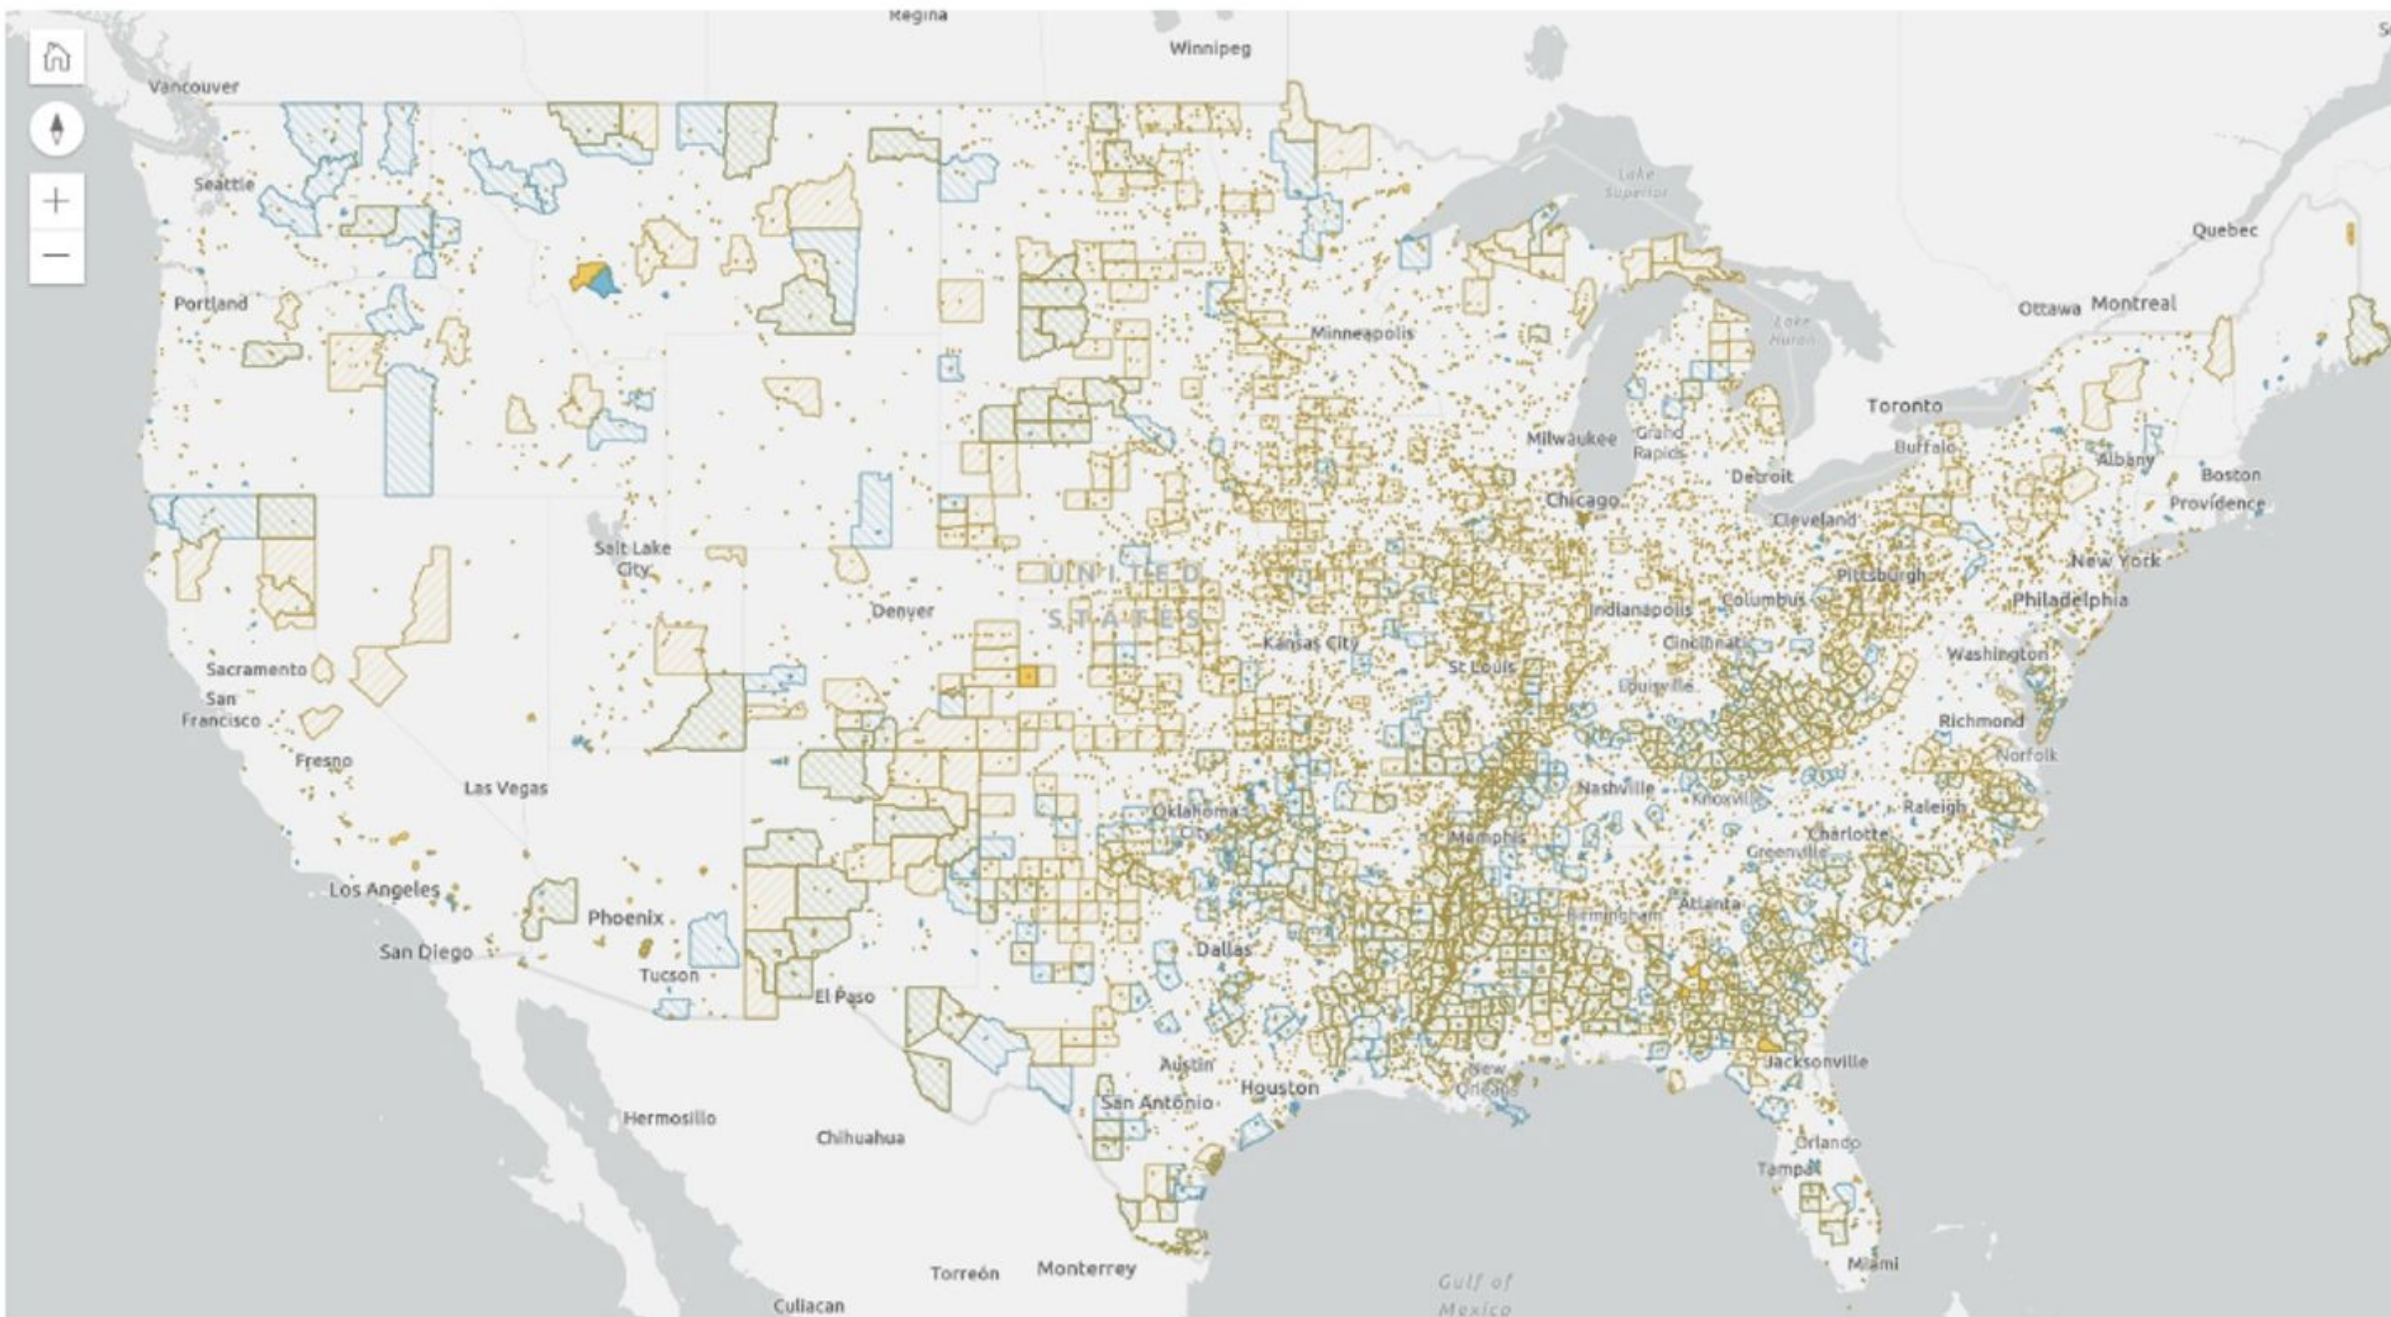 Regina
Winnipeg
Vancouver
Lake
Superior
Seattle
Quebec
Portland
Ottawa
Montreal
Minneapolis
Lake
Huron
Toronto
Milwaukee
Grand
Rapids
Buffalo
Albany
Detroit
Boston
Chicago
Providence
Cleveland
Salt Lake
City
New York
UNITED
STATES
Pittsburgh
Denver
Indianapolis
Columbus
Philadelphia
Kansas City
Cincinnati
Sacramento
St Louis
Washington
San
Francisco
Louisville
Richmond
Fresno
Norfolk
Las Vegas
Nashville
Knoxville
Oklahoma
City
Raleigh
Memphis
Charlotte
Greenville
Los Angeles
Phoenix
Birmingham
Atlanta
San Diego
Dallas
Tucson
El Paso
Austin
Jacksonville
New
Orleans
Houston
San Antonio
Hermosillo
Chihuahua
Orlando
Tampa
Miami
Torreón
Monterrey
Gulf of
Mexico
Culiacan